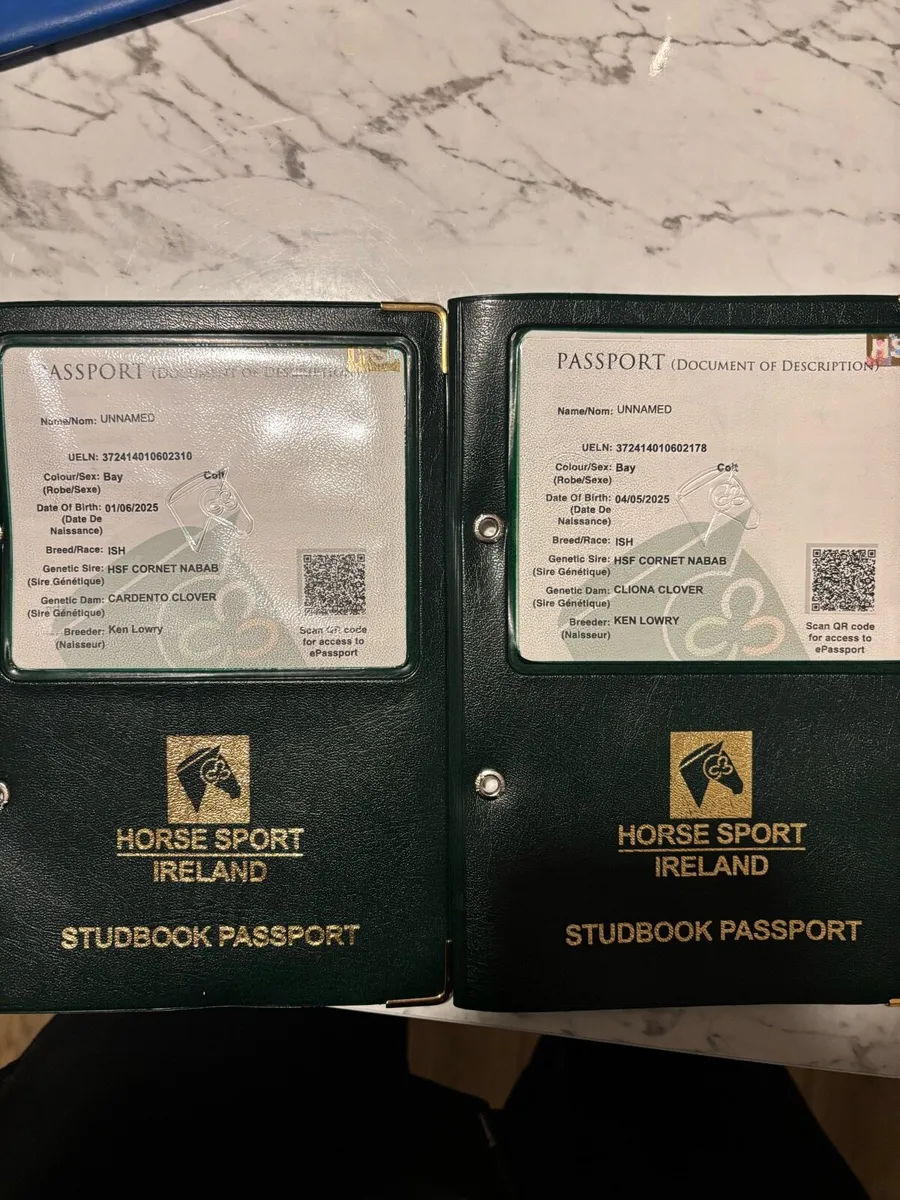 PASSPORT (DOCUMENT OF DESCRIPTION)
Name/Nom: UNNAMED
UELN: 372414010602310
Colour/Sex: Bay Colt
(Robe/Sexe)
Date Of Birth: 01/06/2025
(Date De
Naissance)
Breed/Race: ISH
Genetic Sire: HSF CORNET NABAB
(Sire Génétique)
Genetic Dam: CARDENTO CLOVER
(Sire Génétique)
Breeder: Ken Lowry
(Naisseur)
Scan QR code
for access to
ePassport
HORSE SPORT
IRELAND
STUDBOOK PASSPORT
HS
PASSPORT (DOCUMENT OF DESCRIPTION)
Name/Nom: UNNAMED
UELN: 372414010602178
Colour/Sex: Bay Colt
(Robe/Sexe)
Date Of Birth: 04/05/2025
(Date De
Naissance)
Breed/Race: ISH
Genetic Sire: HSF CORNET NABAB
(Sire Génétique)
Genetic Dam: CLIONA CLOVER
(Sire Génétique)
Breeder: KEN LOWRY
(Naisseur)
Scan QR code
for access to
ePassport
HORSE SPORT
IRELAND
STUDBOOK PASSPORT